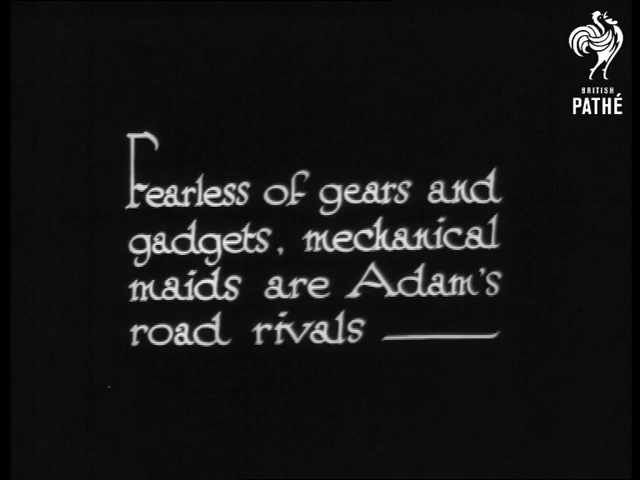 BRITISH
PATHÉ
Fearless of gears and
gadgets, mechanical
maids are Adam's
road rivals —